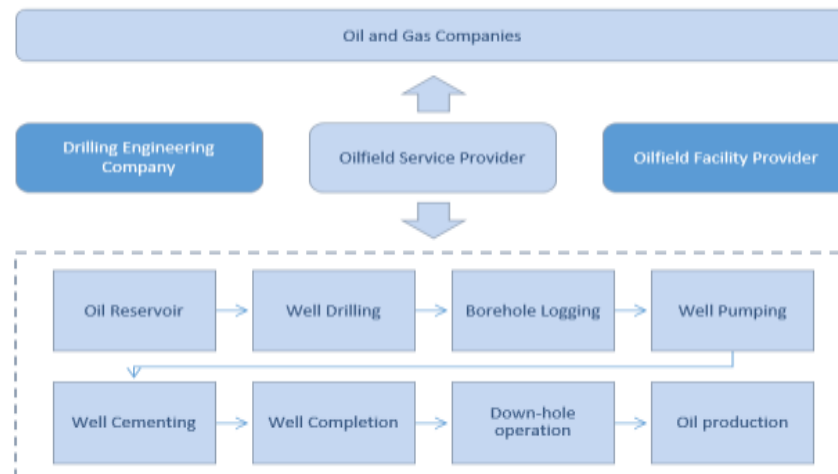 Oil and Gas Companies
Drilling Engineering
Company
Oilfield Service Provider
Oilfield Facility Provider
Oil Reservoir
Well Drilling
Borehole Logging
Well Pumping
Well Cementing
Well Completion
Down-hole
operation
Oil production